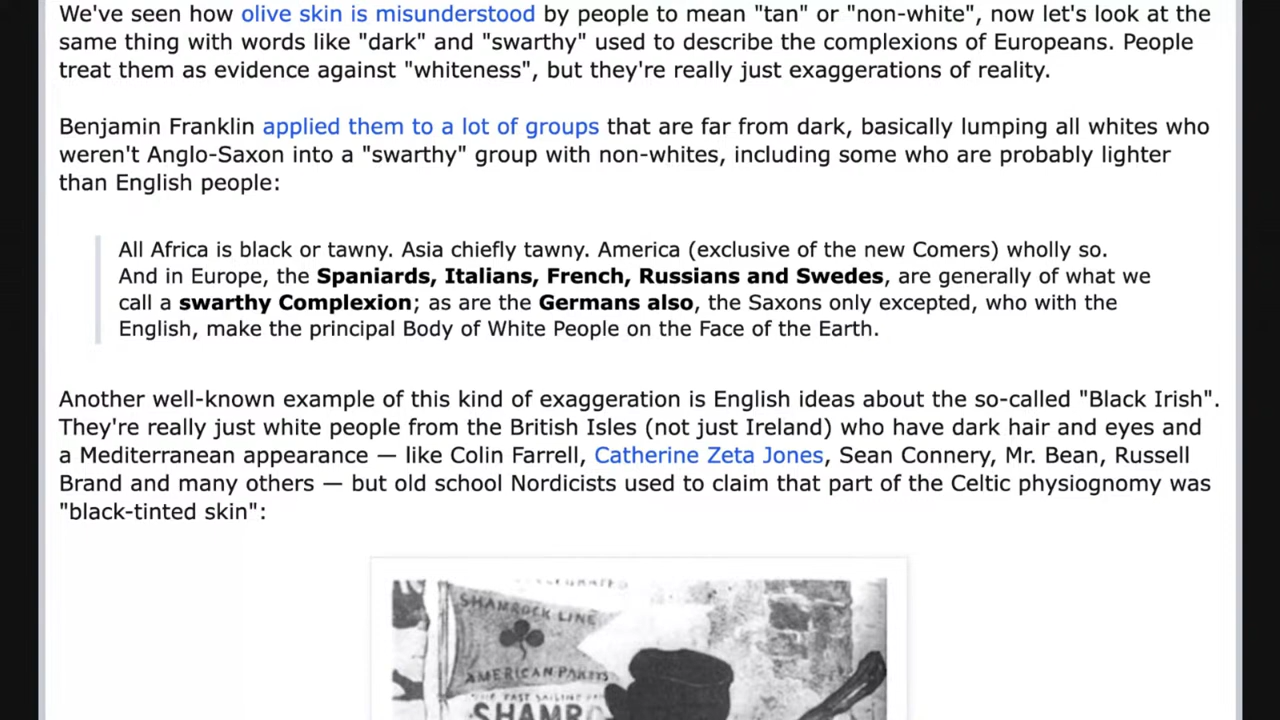 We've seen how olive skin is misunderstood by people to mean "tan" or "non-white", now let's look at the
same thing with words like "dark" and "swarthy" used to describe the complexions of Europeans. People
treat them as evidence against "whiteness", but they're really just exaggerations of reality.
Benjamin Franklin applied them to a lot of groups that are far from dark, basically lumping all whites who
weren't Anglo-Saxon into a "swarthy" group with non-whites, including some who are probably lighter
than English people:
All Africa is black or tawny. Asia chiefly tawny. America (exclusive of the new Comers) wholly so.
And in Europe, the Spaniards, Italians, French, Russians and Swedes, are generally of what we
call a swarthy Complexion; as are the Germans also, the Saxons only excepted, who with the
English, make the principal Body of White People on the Face of the Earth.
Another well-known example of this kind of exaggeration is English ideas about the so-called "Black Irish".
They're really just white people from the British Isles (not just Ireland) who have dark hair and eyes and
a Mediterranean appearance — like Colin Farrell, Catherine Zeta Jones, Sean Connery, Mr. Bean, Russell
Brand and many others — but old school Nordicists used to claim that part of the Celtic physiognomy was
"black-tinted skin":
SHAMROCK LINE
AMERICAN
SHAMR